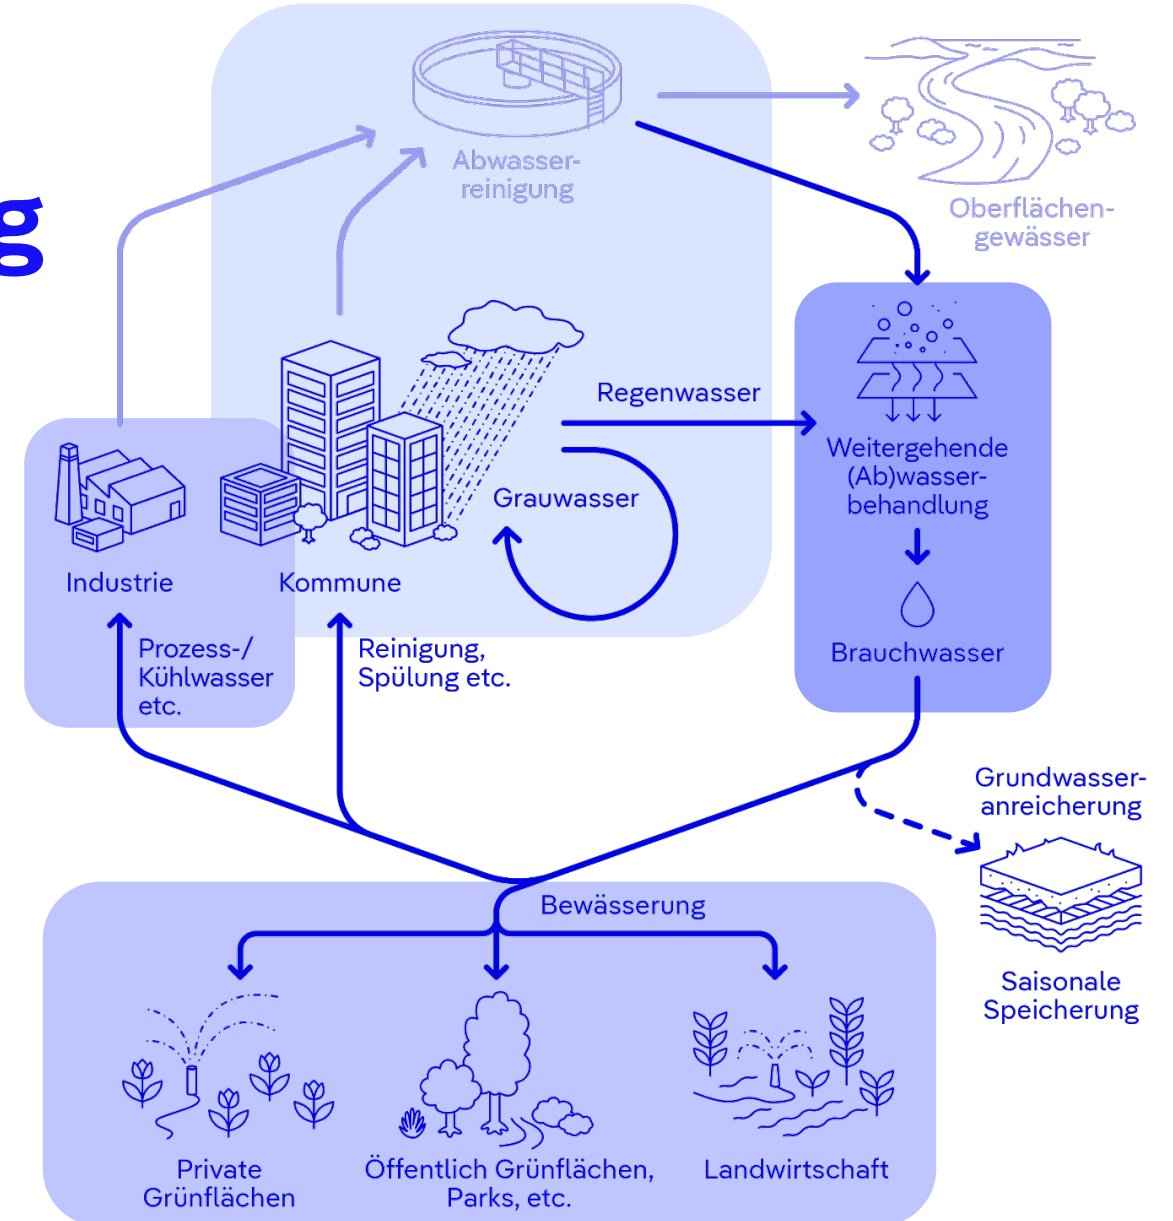 Abwasser-
reinigung
g
Oberflächen-
gewässer
Regenwasser
Weitergehende
(Ab)wasser-
behandlung
Grauwasser
Industrie
Kommune
Prozess-/
Kühlwasser
etc.
Reinigung,
Spülung etc.
Brauchwasser
Grundwasser-
anreicherung
Bewässerung
Saisonale
Speicherung
Private
Grünflächen
Öffentlich Grünflächen,
Parks, etc.
Landwirtschaft